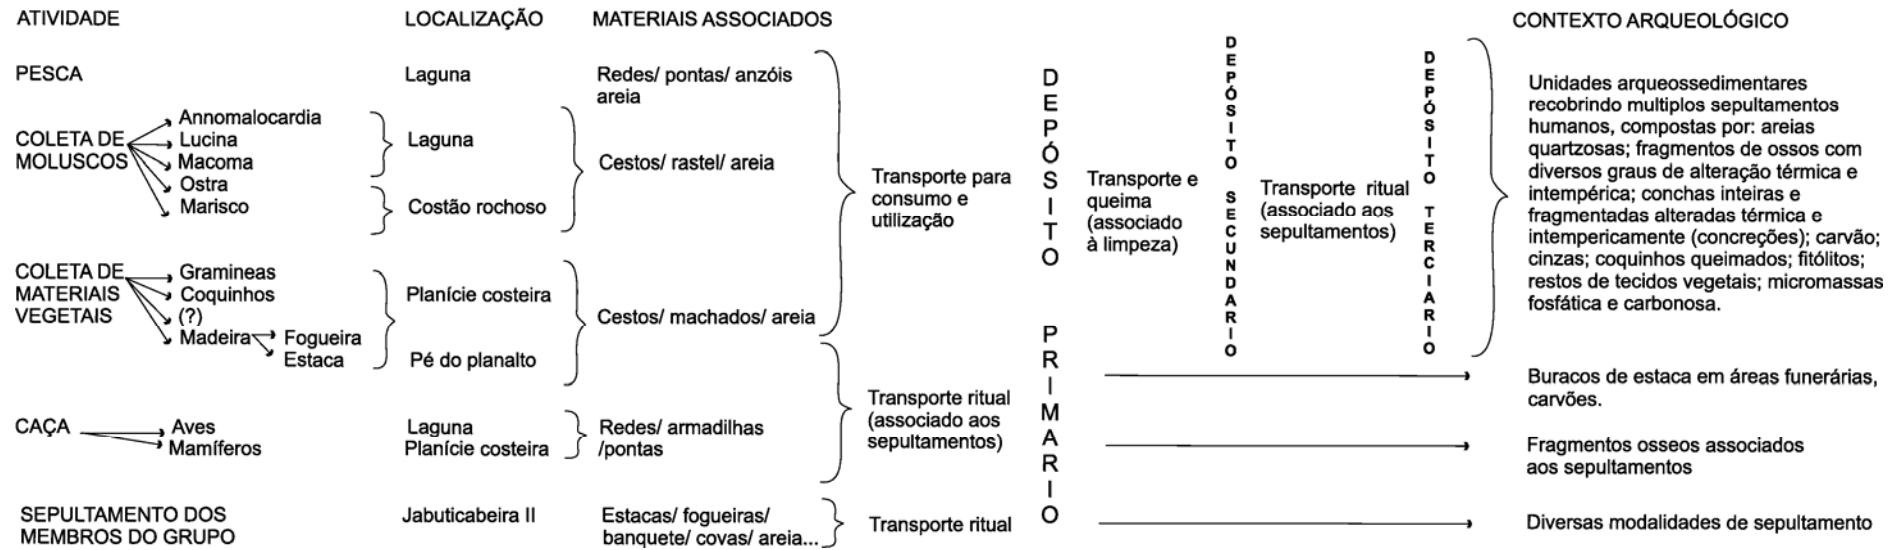 ATIVIDADE
LOCALIZAÇÃO
MATERIAIS ASSOCIADOS
CONTEXTO ARQUEOLÓGICO
PESCA
Laguna
Redes/ pontas/ anzóis
areia
COLETA DE
MOLUSCOS
Annomalocardia
Lucina
Macoma
Ostra
Marisco
Laguna
Costão rochoso
Cestos/ rastel/ areia
COLETA DE
MATERIAIS
VEGETAIS
Gramineas
Coquinhos
(?)
Madeira
Fogueira
Estaca
Planície costeira
Pé do planalto
Cestos/ machados/ areia
CAÇA
Aves
Mamíferos
Laguna
Planície costeira
Redes/ armadilhas
/pontas
SEPULTAMENTO DOS
MEMBROS DO GRUPO
Jabuticabeira II
Estacas/ fogueiras/
banquete/ covas/ areia...
Transporte para
consumo e
utilização
Transporte ritual
(associado aos
sepultamentos)
Transporte ritual
DEPÓSITO PRIMARIO
Transporte e
queima
(associado
à limpeza)
DEPÓSITO SECUNDARIO
Transporte ritual
(associado aos
sepultamentos)
DEPÓSITO TERCIARIO
Unidades arqueossedimentares
recobrindo multiplos sepultamentos
humanos, compostas por: areias
quartzosas; fragmentos de ossos com
diversos graus de alteração térmica e
intempérica; conchas inteiras e
fragmentadas alteradas térmica e
intempericamente (concreções); carvão;
cinzas; coquinhos queimados; fitólitos;
restos de tecidos vegetais; micromassas
fosfática e carbonosa.
Buracos de estaca em áreas funerárias,
carvões.
Fragmentos osseos associados
aos sepultamentos
Diversas modalidades de sepultamento